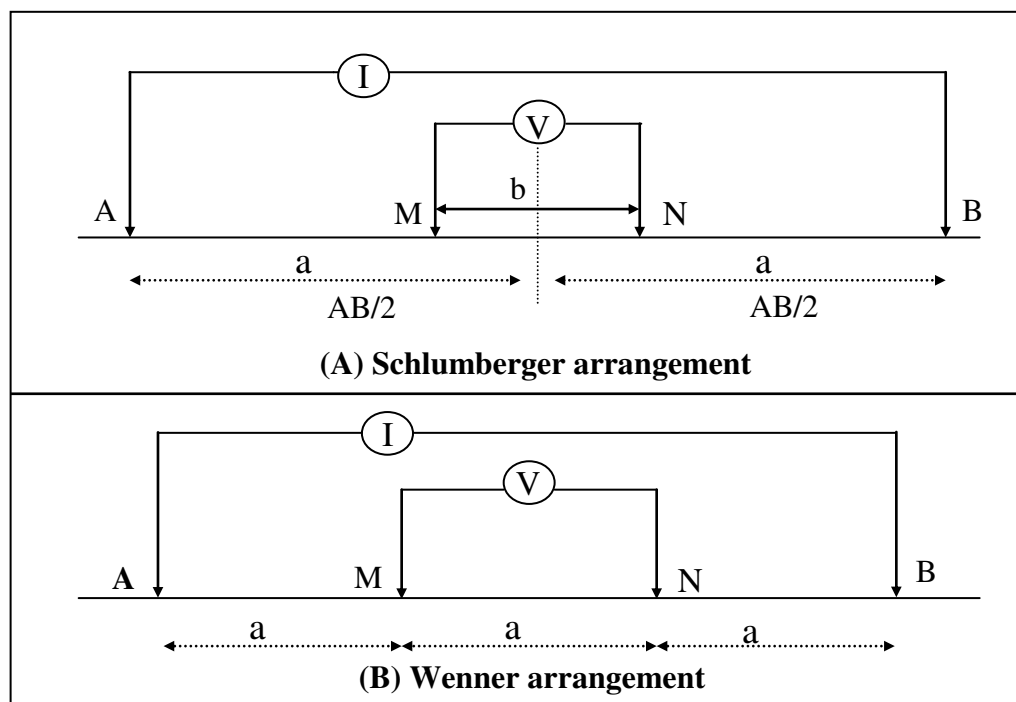 I
V
b
A M N B
a a
AB/2 AB/2
(A) Schlumberger arrangement
I
V
A M N B
a a a
(B) Wenner arrangement